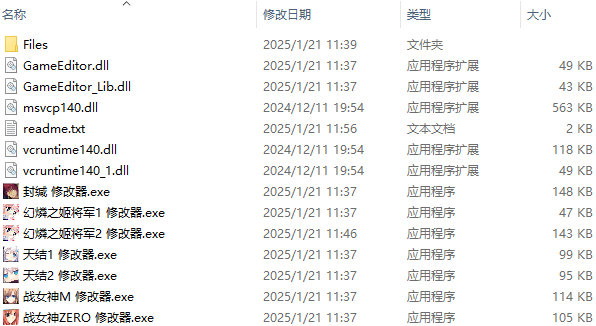 名称 修改日期 类型 大小
Files 2025/1/21 11:39 文件夹
GameEditor.dll 2025/1/21 11:37 应用程序扩展 49 KB
GameEditor_Lib.dll 2025/1/21 11:37 应用程序扩展 43 KB
msvcp140.dll 2024/12/11 19:54 应用程序扩展 563 KB
readme.txt 2025/1/21 11:56 文本文档 2 KB
vcruntime140.dll 2024/12/11 19:54 应用程序扩展 118 KB
vcruntime140_1.dll 2024/12/11 19:54 应用程序扩展 49 KB
封缄 修改器.exe 2025/1/21 11:37 应用程序 148 KB
幻燐之姬将军1 修改器.exe 2025/1/21 11:37 应用程序 47 KB
幻燐之姬将军2 修改器.exe 2025/1/21 11:46 应用程序 143 KB
天结1 修改器.exe 2025/1/21 11:37 应用程序 99 KB
天结2 修改器.exe 2025/1/21 11:37 应用程序 95 KB
战女神M 修改器.exe 2025/1/21 11:37 应用程序 114 KB
战女神ZERO 修改器.exe 2025/1/21 11:37 应用程序 105 KB